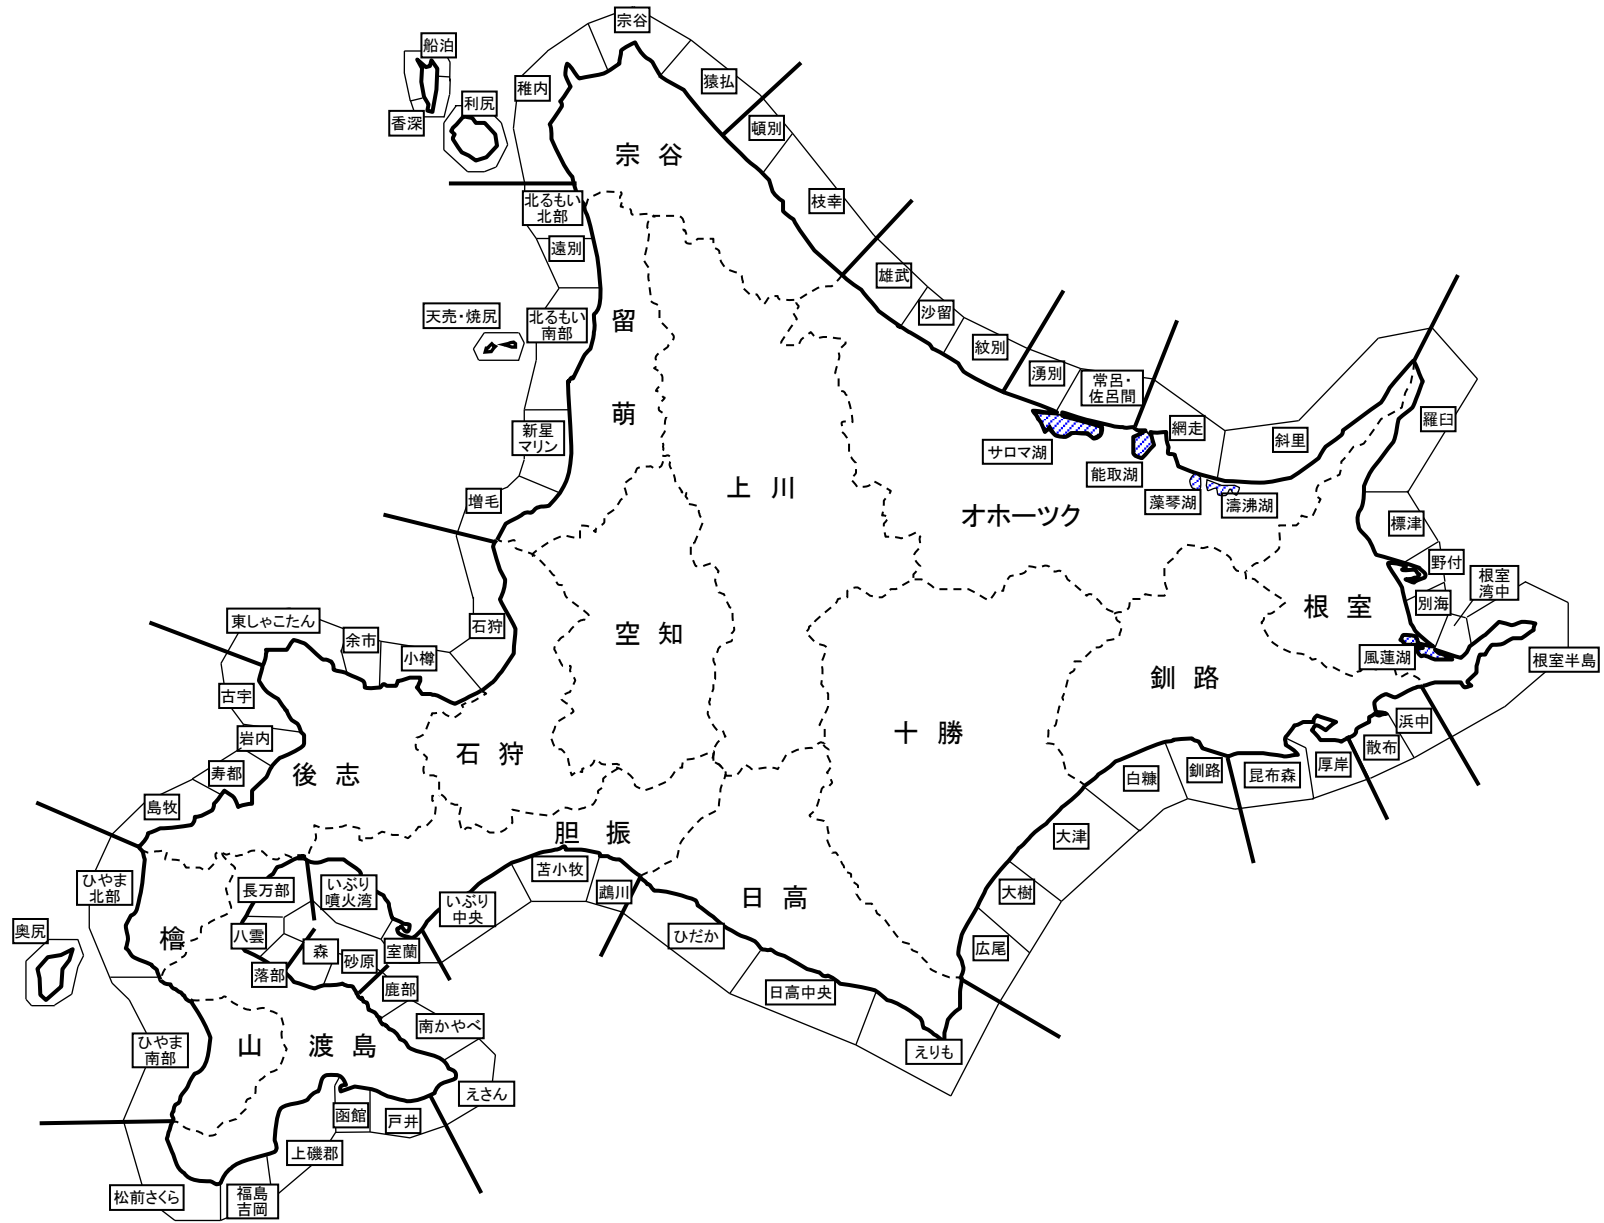 宗谷
船泊
猿払
稚内
利尻
香深
頓別
宗 谷
枝幸
北るもい
北部
遠別
雄武
沙留
天売・焼尻
北るもい
南部
留
紋別
湧別
常呂・
佐呂間
萌
羅臼
網走
斜里
新星
マリン
サロマ湖
能取湖
上 川
増毛
藻琴湖
濤沸湖
オホーツク
標津
野付
根室
湾中
別海
根 室
東しゃこたん
石狩
余市
空 知
小樽
風蓮湖
根室半島
釧 路
古宇
浜中
十 勝
岩内
石 狩
散布
後 志
寿都
白糠
釧路
昆布森
厚岸
島牧
胆 振
大津
苫小牧
ひやま
北部
長万部
いぶり
噴火湾
鵡川
大樹
日 高
いぶり
中央
奥尻
檜
八雲
ひだか
広尾
森
室蘭
砂原
落部
鹿部
日高中央
南かやべ
ひやま
南部
山
渡 島
えりも
えさん
函館
戸井
上磯郡
松前さくら
福島
吉岡